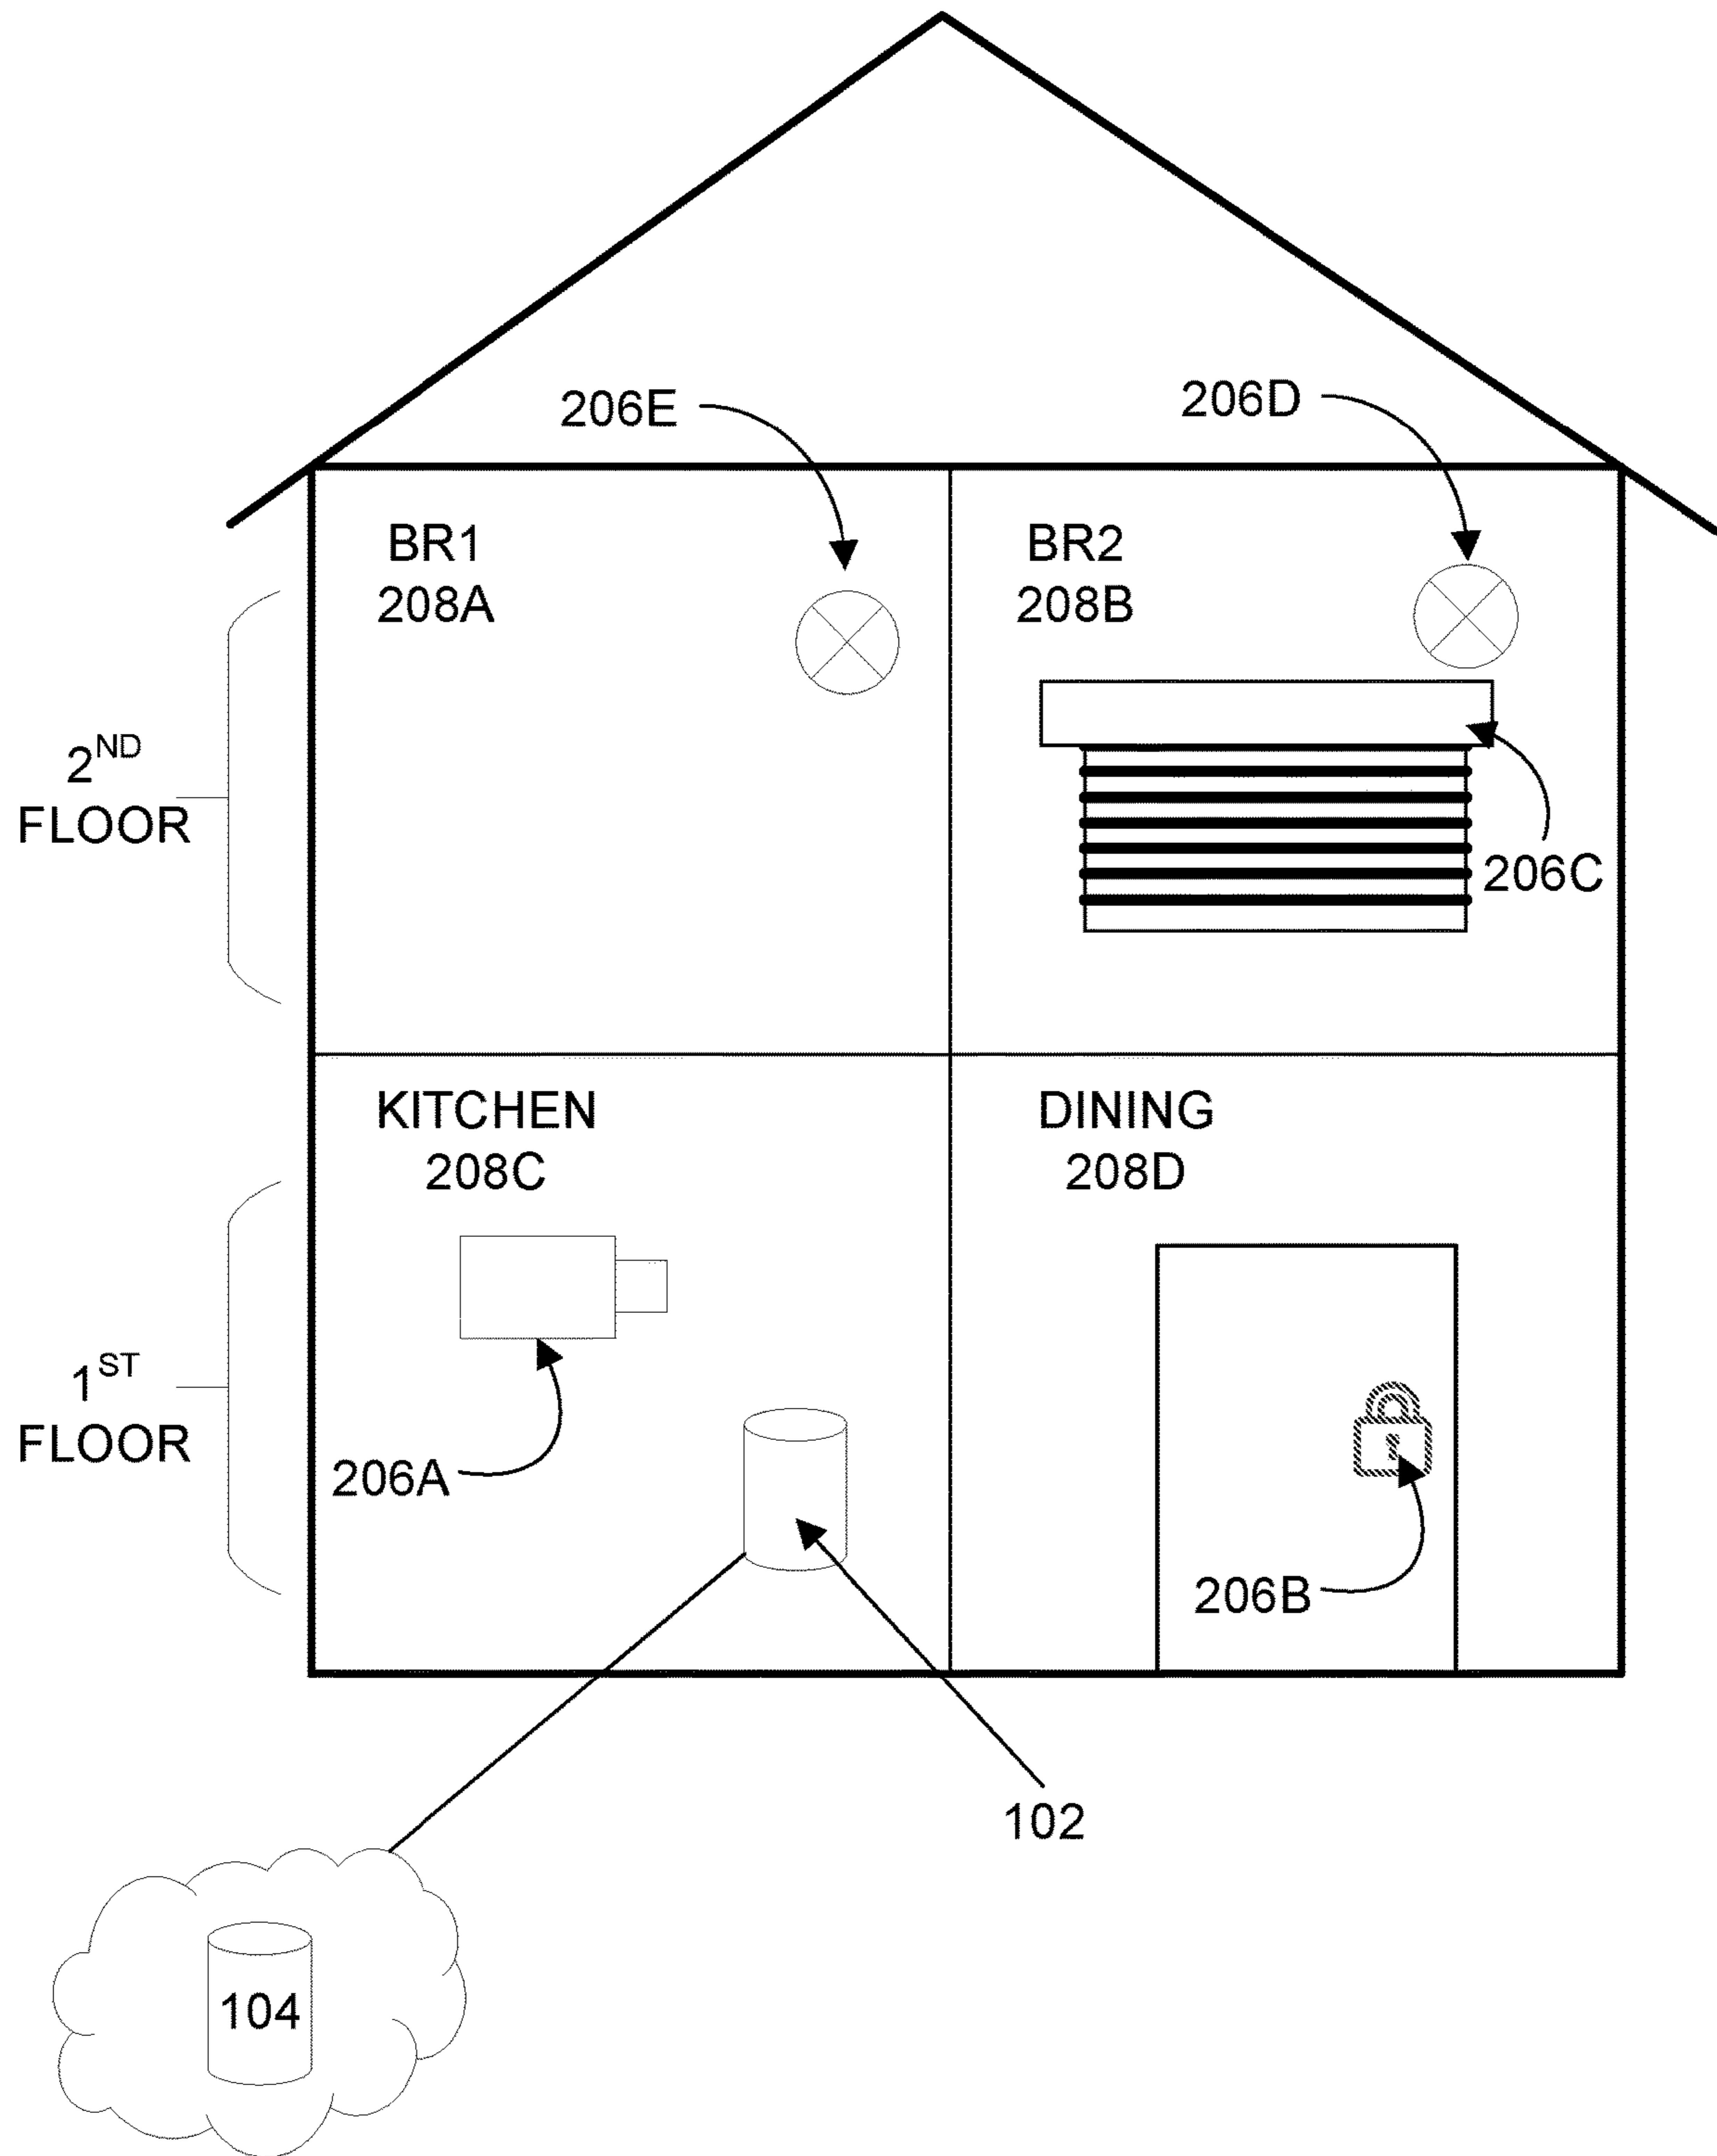 206E
206D
BR1
208A
BR2
208B
2ND
FLOOR
206C
KITCHEN
208C
DINING
208D
1ST
FLOOR
206A
206B
102
104